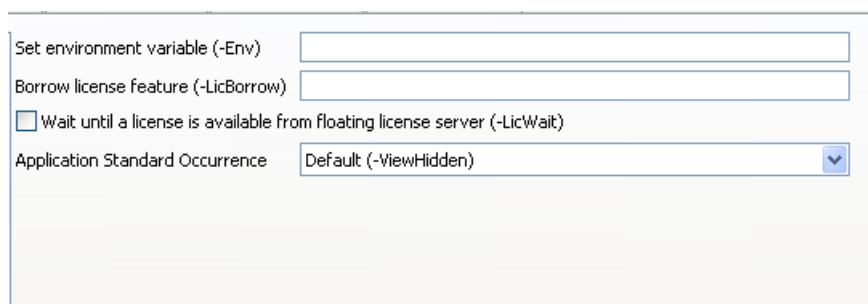 Set environment variable (-Env)
Borrow license feature (-LicBorrow)
Wait until a license is available from floating license server (-LicWait)
Application Standard Occurrence Default (-ViewHidden)